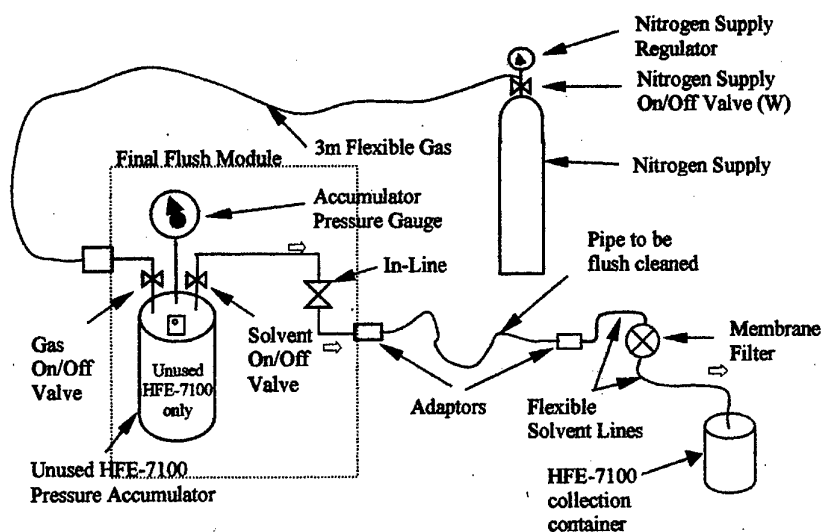 Nitrogen Supply
Regulator
Nitrogen Supply
On/Off Valve (W)
3m Flexible Gas
Nitrogen Supply
Final Flush Module
Accumulator
Pressure Gauge
Pipe to be
flush cleaned
In-Line
Gas
On/Off
Valve
Solvent
On/Off
Valve
Membrane
Filter
Unused
HFE-7100
only
Adaptors
Flexible
Solvent Lines
Unused HFE-7100
Pressure Accumulator
HFE-7100
collection
container